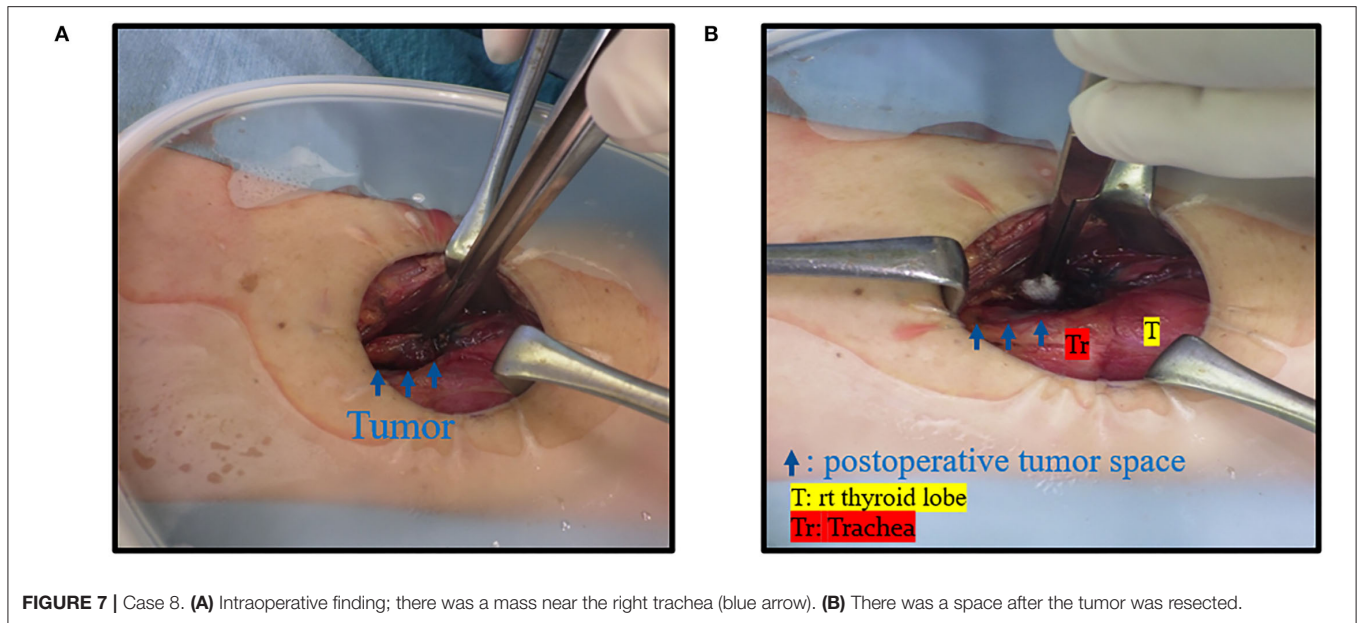 A
B
Tumor
Tr
T
: postoperative tumor space
T: rt thyroid lobe
Tr: Trachea
FIGURE 7 | Case 8. (A) Intraoperative finding; there was a mass near the right trachea (blue arrow). (B) There was a space after the tumor was resected.